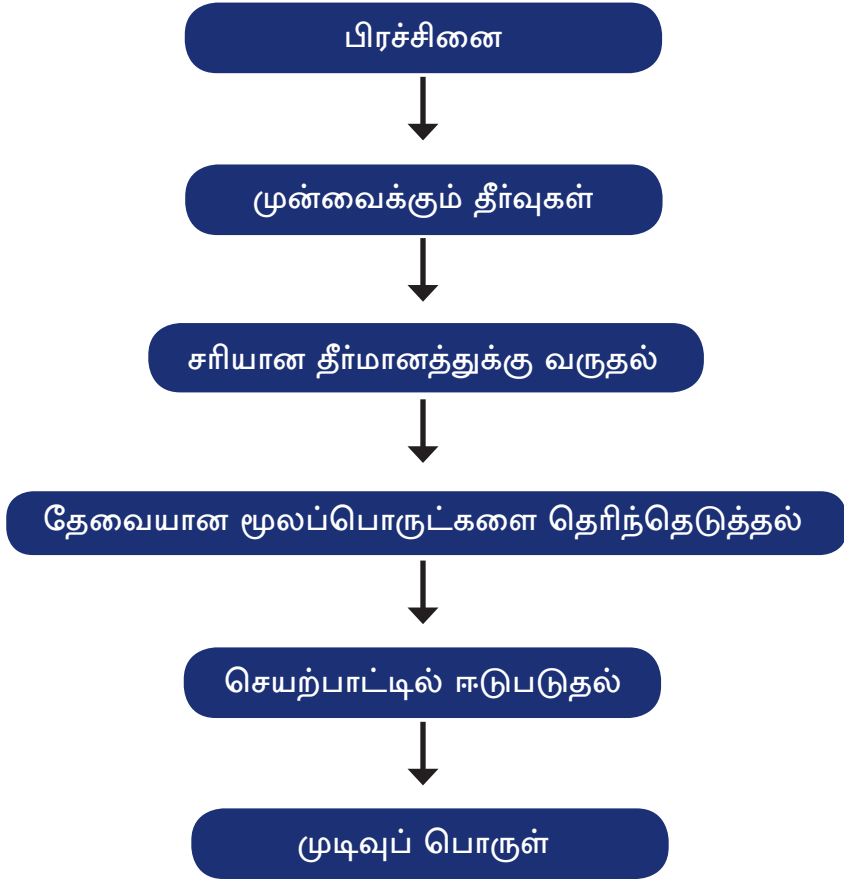 பிரச்சினை
முன்வைக்கும் தீர்வுகள்
சரியான தீர்மானத்துக்கு வருதல்
தேவையான மூலப்பொருட்களை தெரிந்தெடுத்தல்
செயற்பாட்டில் ஈடுபடுதல்
முடிவுப் பொருள்